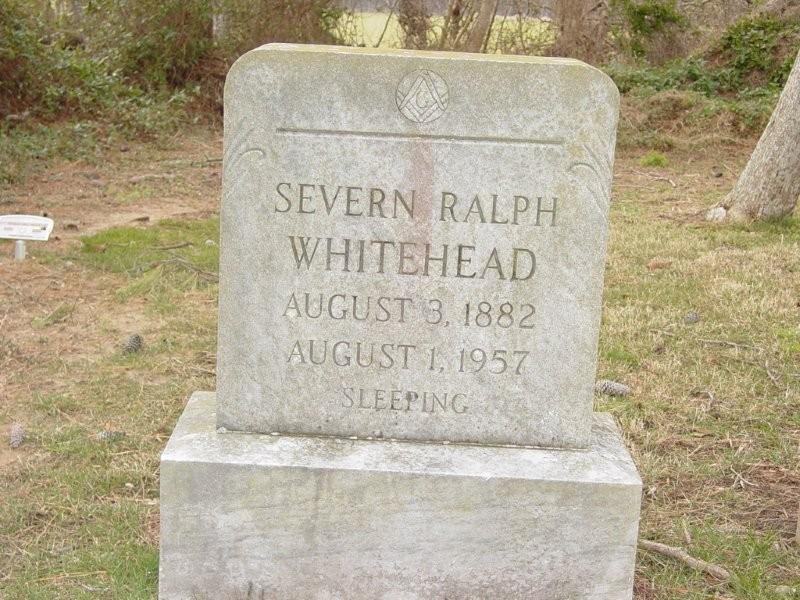 G
SEVERN RALPH
WHITEHEAD
AUGUST 3, 1882
AUGUST 1, 1957
SLEEPING